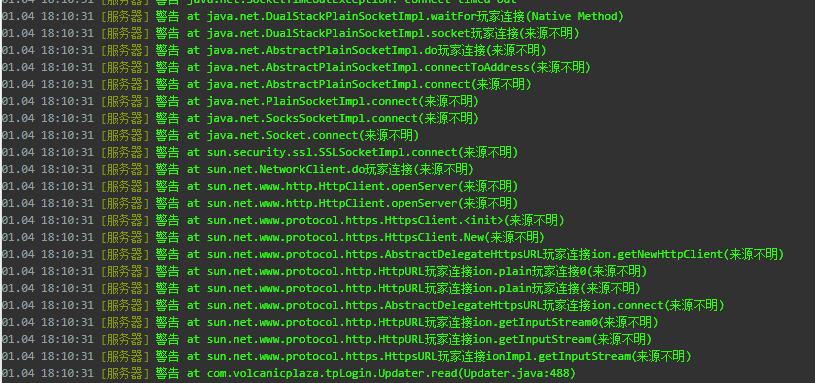 01.04 18:10:31 [服务器] 警告 java.net.SocketTimeoutException: connect timed out
01.04 18:10:31 [服务器] 警告 at java.net.DualStackPlainSocketImpl.waitFor玩家连接(Native Method)
01.04 18:10:31 [服务器] 警告 at java.net.DualStackPlainSocketImpl.socket玩家连接(来源不明)
01.04 18:10:31 [服务器] 警告 at java.net.AbstractPlainSocketImpl.do玩家连接(来源不明)
01.04 18:10:31 [服务器] 警告 at java.net.AbstractPlainSocketImpl.connectToAddress(来源不明)
01.04 18:10:31 [服务器] 警告 at java.net.AbstractPlainSocketImpl.connect(来源不明)
01.04 18:10:31 [服务器] 警告 at java.net.PlainSocketImpl.connect(来源不明)
01.04 18:10:31 [服务器] 警告 at java.net.SocksSocketImpl.connect(来源不明)
01.04 18:10:31 [服务器] 警告 at java.net.Socket.connect(来源不明)
01.04 18:10:31 [服务器] 警告 at sun.security.ssl.SSLSocketImpl.connect(来源不明)
01.04 18:10:31 [服务器] 警告 at sun.net.NetworkClient.do玩家连接(来源不明)
01.04 18:10:31 [服务器] 警告 at sun.net.www.http.HttpClient.openServer(来源不明)
01.04 18:10:31 [服务器] 警告 at sun.net.www.http.HttpClient.openServer(来源不明)
01.04 18:10:31 [服务器] 警告 at sun.net.www.protocol.https.HttpsClient.<init>(来源不明)
01.04 18:10:31 [服务器] 警告 at sun.net.www.protocol.https.HttpsClient.New(来源不明)
01.04 18:10:31 [服务器] 警告 at sun.net.www.protocol.https.AbstractDelegateHttpsURL玩家连接ion.getNewHttpClient(来源不明)
01.04 18:10:31 [服务器] 警告 at sun.net.www.protocol.http.HttpURL玩家连接ion.plain玩家连接0(来源不明)
01.04 18:10:31 [服务器] 警告 at sun.net.www.protocol.http.HttpURL玩家连接ion.plain玩家连接(来源不明)
01.04 18:10:31 [服务器] 警告 at sun.net.www.protocol.https.AbstractDelegateHttpsURL玩家连接ion.connect(来源不明)
01.04 18:10:31 [服务器] 警告 at sun.net.www.protocol.http.HttpURL玩家连接ion.getInputStream0(来源不明)
01.04 18:10:31 [服务器] 警告 at sun.net.www.protocol.http.HttpURL玩家连接ion.getInputStream(来源不明)
01.04 18:10:31 [服务器] 警告 at sun.net.www.protocol.https.HttpsURL玩家连接ionImpl.getInputStream(来源不明)
01.04 18:10:31 [服务器] 警告 at com.volcanicplaza.tpLogin.Updater.read(Updater.java:488)